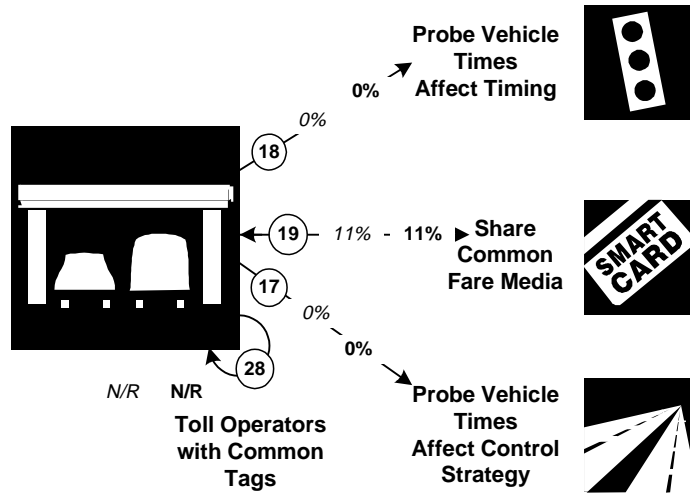 Probe Vehicle
Times
Affect Timing
0%
0%
18
19
11% - 11%
Share
Common
Fare Media
SMART
CARD
17
0%
0%
28
N/R N/R
Toll Operators
with Common
Tags
Probe Vehicle
Times
Affect Control
Strategy